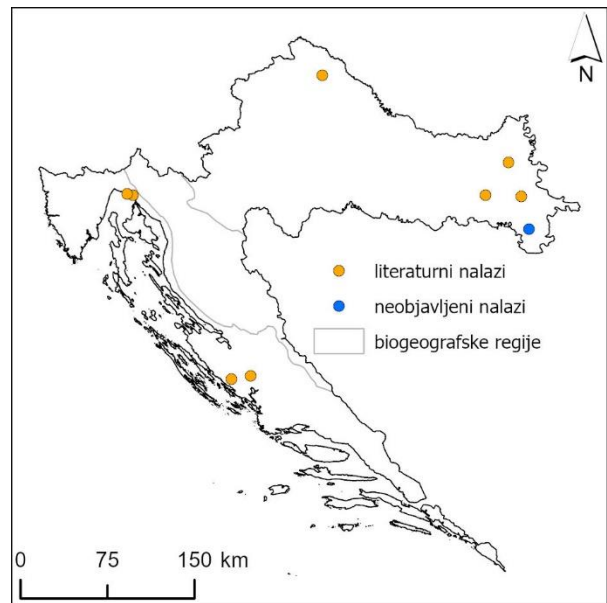 N
literaturni nalazi
neobjavljeni nalazi
biogeografske regije
0 75 150 km